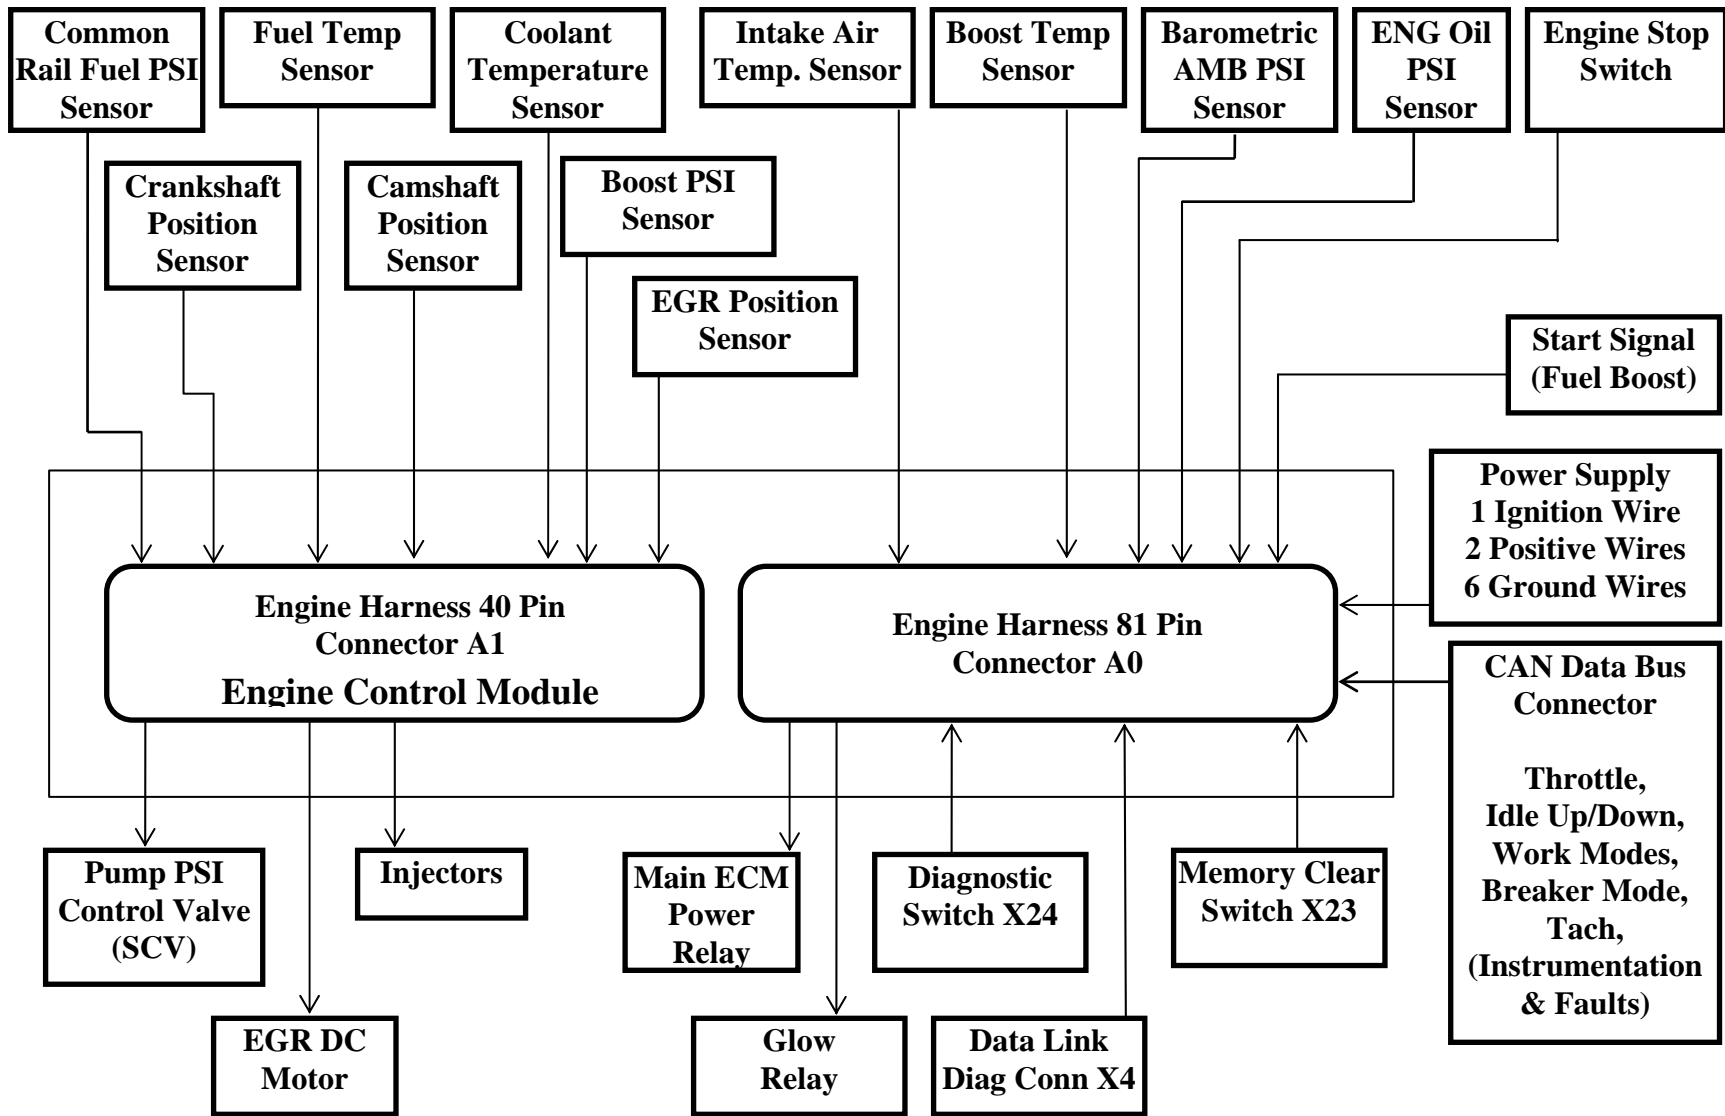 Common
Rail Fuel PSI
Sensor
Fuel Temp
Sensor
Coolant
Temperature
Sensor
Intake Air
Temp. Sensor
Boost Temp
Sensor
Barometric
AMB PSI
Sensor
ENG Oil
PSI
Sensor
Engine Stop
Switch
Crankshaft
Position
Sensor
Camshaft
Position
Sensor
Boost PSI
Sensor
EGR Position
Sensor
Start Signal
(Fuel Boost)
Power Supply
1 Ignition Wire
2 Positive Wires
6 Ground Wires
Engine Harness 40 Pin
Connector A1
Engine Control Module
Engine Harness 81 Pin
Connector A0
CAN Data Bus
Connector
Throttle,
Idle Up/Down,
Work Modes,
Breaker Mode,
Tach,
(Instrumentation
& Faults)
Pump PSI
Control Valve
(SCV)
Injectors
Main ECM
Power
Relay
Diagnostic
Switch X24
Memory Clear
Switch X23
EGR DC
Motor
Glow
Relay
Data Link
Diag Conn X4